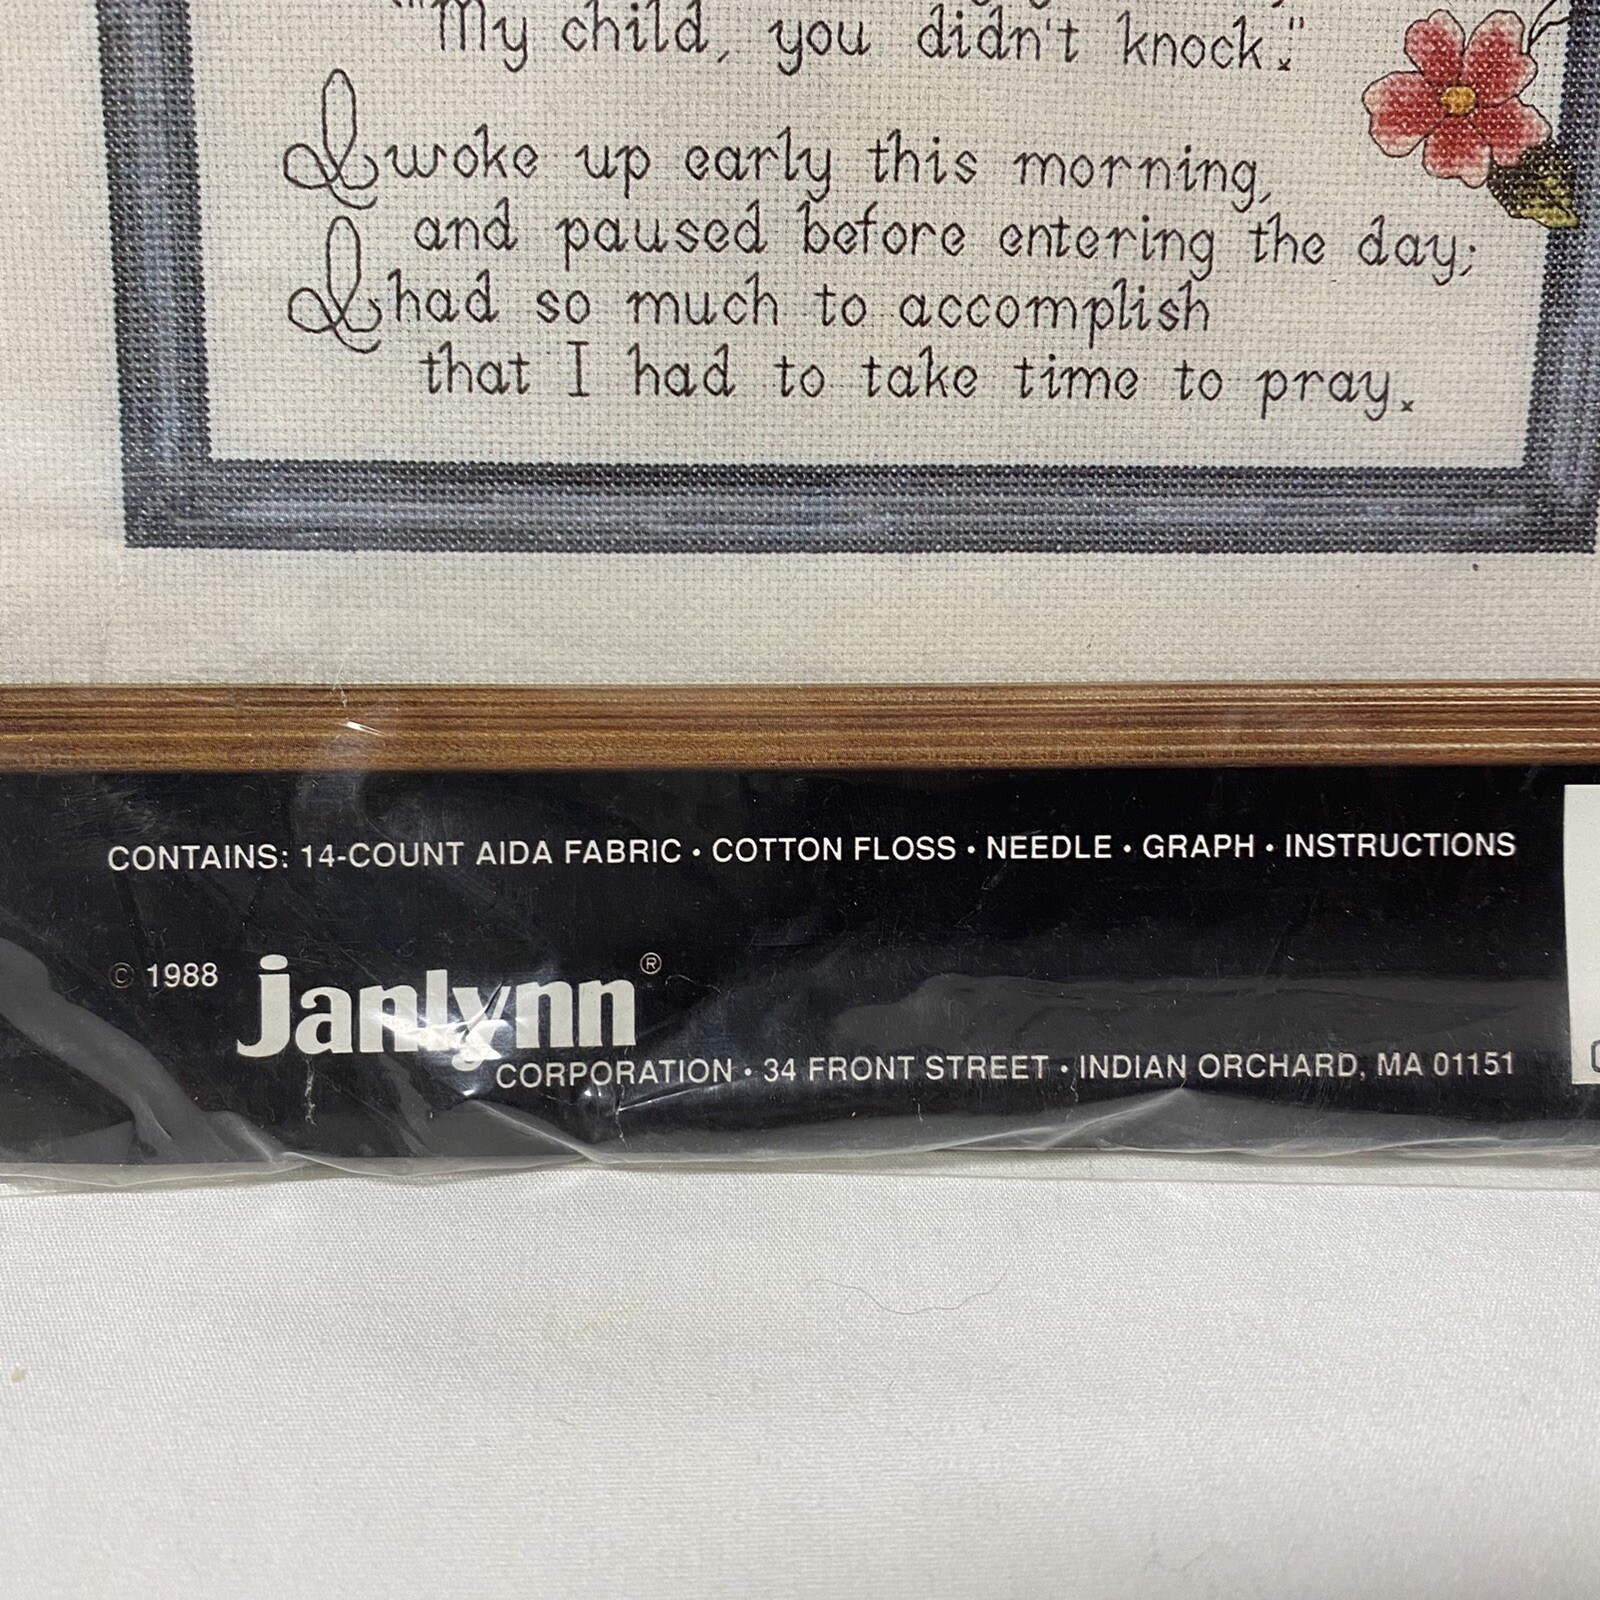 "My child, you didn't knock."
I woke up early this morning,
and paused before entering the day;
I had so much to accomplish
that I had to take time to pray.
CONTAINS: 14-COUNT AIDA FABRIC • COTTON FLOSS • NEEDLE • GRAPH • INSTRUCTIONS
© 1988 janlynn®
CORPORATION • 34 FRONT STREET • INDIAN ORCHARD, MA 01151